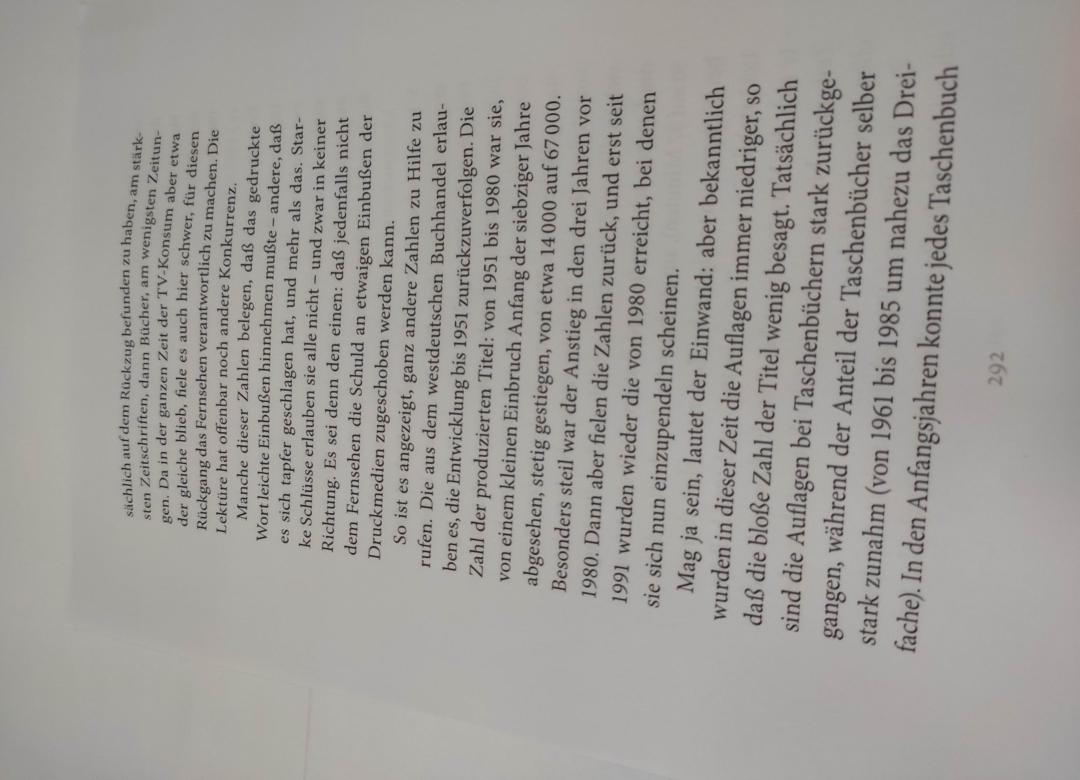 sächlich auf dem Rückzug befunden zu haben, am stärk-
sten Zeitschriften, dann Bücher, am wenigsten Zeitun-
gen. Da in der ganzen Zeit der TV-Konsum aber etwa
der gleiche blieb, fiele es auch hier schwer, für diesen
Rückgang das Fernsehen verantwortlich zu machen. Die
Lektüre hat offenbar noch andere Konkurrenz.
Manche dieser Zahlen belegen, daß das gedruckte
Wort leichte Einbußen hinnehmen mußte – andere, daß
es sich tapfer geschlagen hat, und mehr als das. Star-
ke Schlüsse erlauben sie alle nicht – und zwar in keiner
Richtung. Es sei denn den einen: daß jedenfalls nicht
dem Fernsehen die Schuld an etwaigen Einbußen der
Druckmedien zugeschoben werden kann.
So ist es angezeigt, ganz andere Zahlen zu Hilfe zu
rufen. Die aus dem westdeutschen Buchhandel erlau-
ben es, die Entwicklung bis 1951 zurückzuverfolgen. Die
Zahl der produzierten Titel: von 1951 bis 1980 war sie,
von einem kleinen Einbruch Anfang der siebziger Jahre
abgesehen, stetig gestiegen, von etwa 14 000 auf 67 000.
Besonders steil war der Anstieg in den drei Jahren vor
1980. Dann aber fielen die Zahlen zurück, und erst seit
1991 wurden wieder die von 1980 erreicht, bei denen
sie sich nun einzupendeln scheinen.
Mag ja sein, lautet der Einwand: aber bekanntlich
wurden in dieser Zeit die Auflagen immer niedriger, so
daß die bloße Zahl der Titel wenig besagt. Tatsächlich
sind die Auflagen bei Taschenbüchern stark zurückge-
gangen, während der Anteil der Taschenbücher selber
stark zunahm (von 1961 bis 1985 um nahezu das Drei-
fache). In den Anfangsjahren konnte jedes Taschenbuch
292